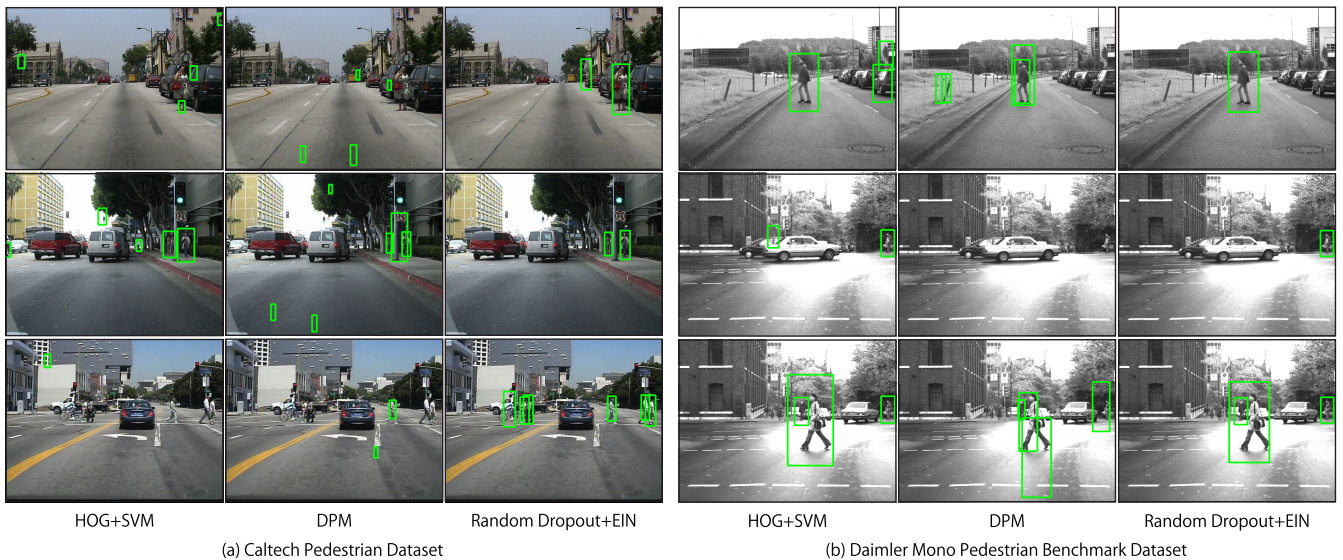 HOG+SVM
DPM
Random Dropout+EIN
(a) Caltech Pedestrian Dataset
HOG+SVM
DPM
Random Dropout+EIN
(b) Daimler Mono Pedestrian Benchmark Dataset